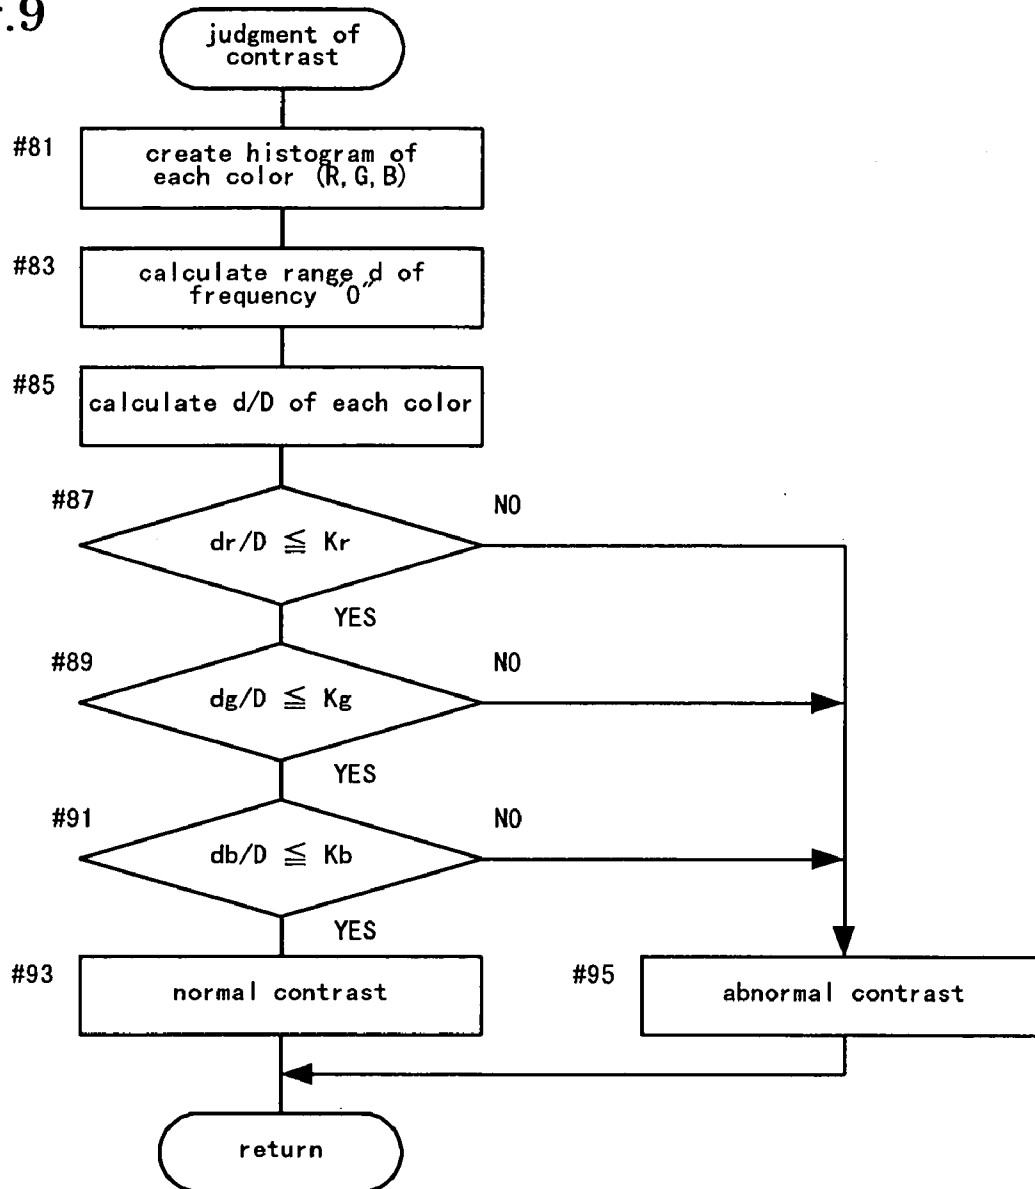 .9
judgment of
contrast
#81
create histogram of
each color (R,G,B)
#83
calculate range d of
frequency "0"
#85
calculate d/D of each color
#87
dr/D ≦ Kr
NO
YES
#89
dg/D ≦ Kg
NO
YES
#91
db/D ≦ Kb
NO
YES
#93
normal contrast
#95
abnormal contrast
return